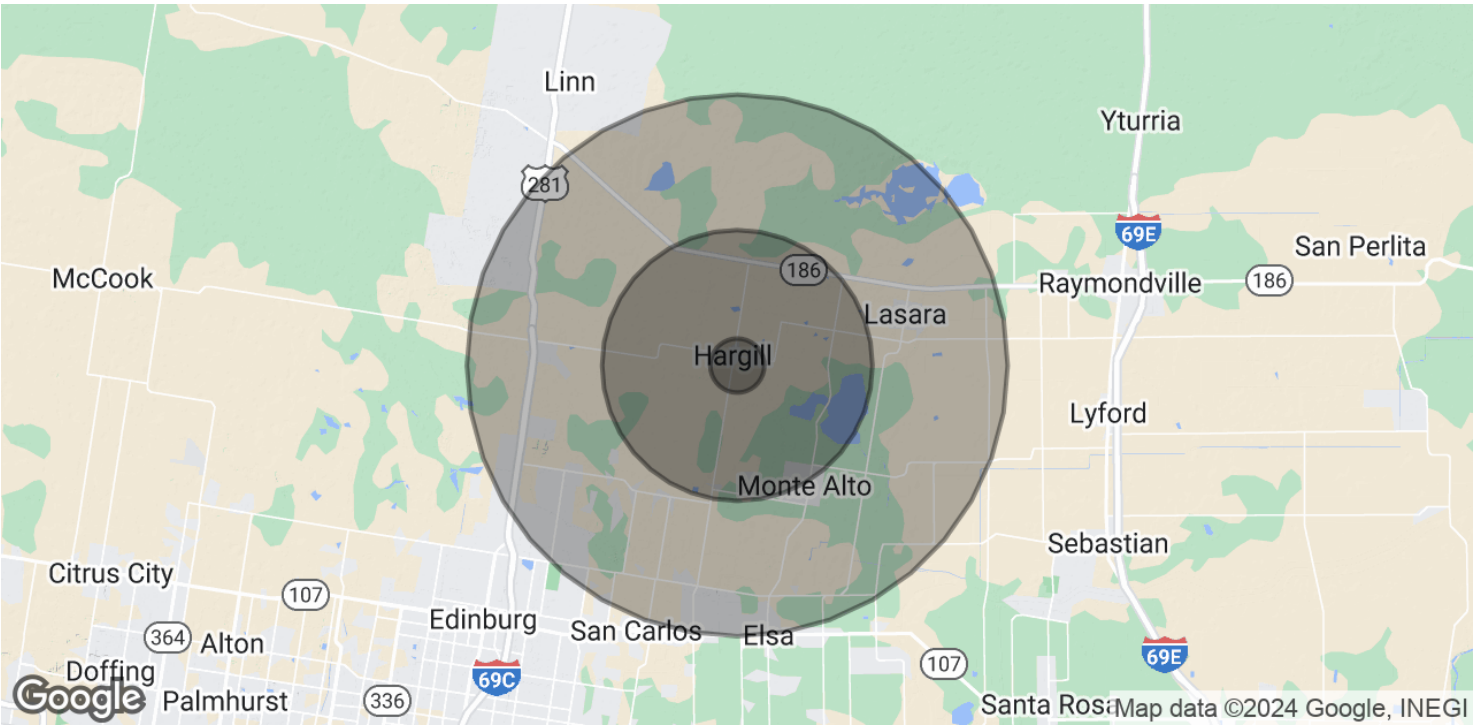 Linn
Yturria
281
69E
San Perlita
McCook
186
Raymondville
186
Lasara
Hargill
Lyford
Monte Alto
Sebastian
Citrus City
107
Edinburg
San Carlos
Elsa
364
Alton
107
69E
Doffing
69C
Google
Palmhurst
336
Santa Rosa
Map data ©2024 Google, INEGI